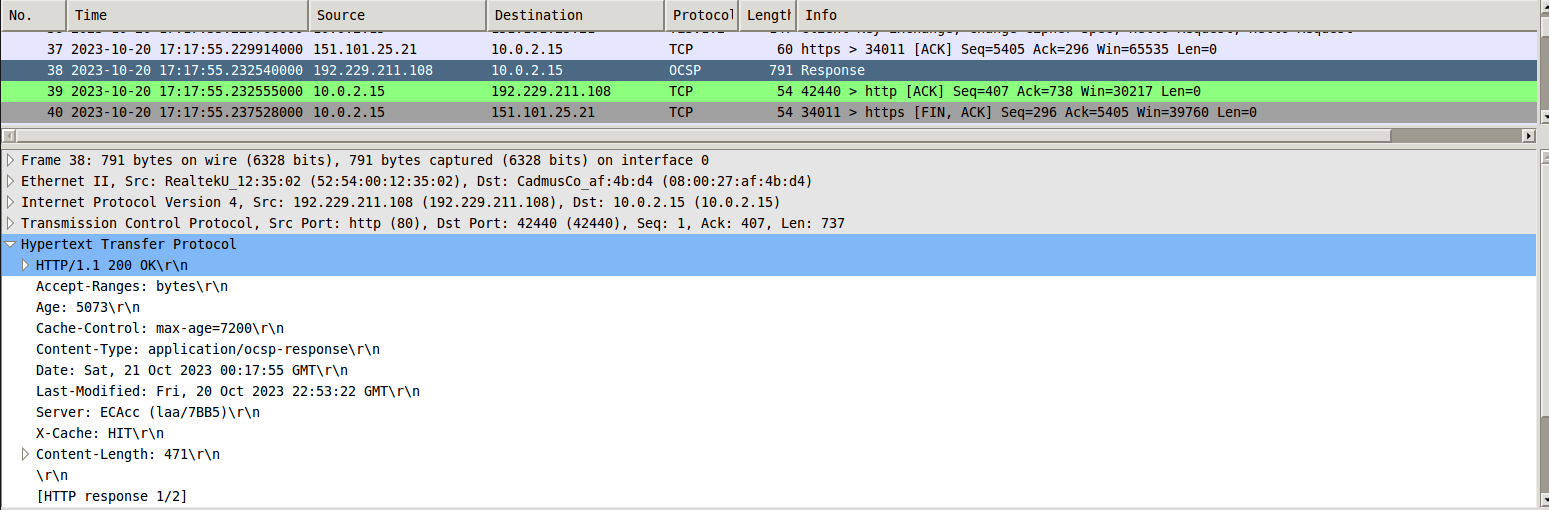 No. Time Source Destination Protocol Length Info
37 2023-10-20 17:17:55.229914000 151.101.25.21 10.0.2.15 TCP 60 https > 34011 [ACK] Seq=5405 Ack=296 Win=65535 Len=0
38 2023-10-20 17:17:55.232540000 192.229.211.108 10.0.2.15 OCSP 791 Response
39 2023-10-20 17:17:55.232555000 10.0.2.15 192.229.211.108 TCP 54 42440 > http [ACK] Seq=407 Ack=738 Win=30217 Len=0
40 2023-10-20 17:17:55.237528000 10.0.2.15 151.101.25.21 TCP 54 34011 > https [FIN, ACK] Seq=296 Ack=5405 Win=39760 Len=0
Frame 38: 791 bytes on wire (6328 bits), 791 bytes captured (6328 bits) on interface 0
Ethernet II, Src: RealtekU_12:35:02 (52:54:00:12:35:02), Dst: CadmusCo_af:4b:d4 (08:00:27:af:4b:d4)
Internet Protocol Version 4, Src: 192.229.211.108 (192.229.211.108), Dst: 10.0.2.15 (10.0.2.15)
Transmission Control Protocol, Src Port: http (80), Dst Port: 42440 (42440), Seq: 1, Ack: 407, Len: 737
Hypertext Transfer Protocol
HTTP/1.1 200 OK\r\n
Accept-Ranges: bytes\r\n
Age: 5073\r\n
Cache-Control: max-age=7200\r\n
Content-Type: application/ocsp-response\r\n
Date: Sat, 21 Oct 2023 00:17:55 GMT\r\n
Last-Modified: Fri, 20 Oct 2023 22:53:22 GMT\r\n
Server: ECAcc (laa/7BB5)\r\n
X-Cache: HIT\r\n
Content-Length: 471\r\n
\r\n
[HTTP response 1/2]